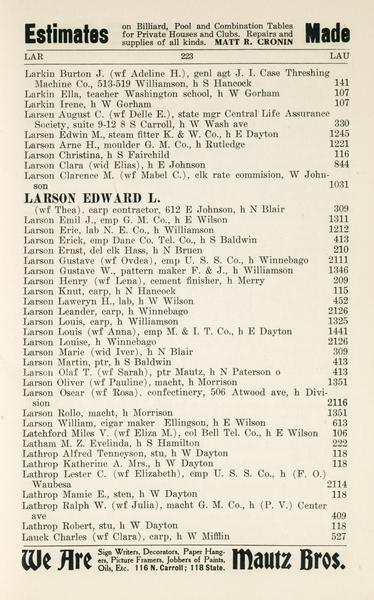 Estimates on Billiard, Pool and Combination Tables
for Private Houses and Clubs. Repairs and
supplies of all kinds. MATT R. CRONIN Made
LAR 223 LAU
Larkin Burton J. (wf Adeline H.), genl agt J. I. Case Threshing
Machine Co., 513-519 Williamson, h S Hancock 141
Larkin Ella, teacher Washington school, h W Gorham 107
Larkin Irene, h W Gorham 107
Larsen August C. (wf Delle E.), state mgr Central Life Assurance
Society, suite 9-12 8 S Carroll, h W Wash ave 330
Larsen Edwin M., steam fitter K. & W. Co., h E Dayton 1245
Larson Arne H., moulder G. M. Co., h Rutledge 1221
Larson Christina, h S Fairchild 116
Larson Clara (wid Elias), h E Johnson 844
Larson Clarence M. (wf Mabel C.), clk rate commision, W John-
son 1031
LARSON EDWARD L.
(wf Thea). carp contractor, 612 E Johnson, h N Blair 309
Larson Emil J., emp G. M. Co., h E Wilson 1311
Larson Eric, lab N. E. Co., h Williamson 1212
Larson Erick, emp Dane Co. Tel. Co., h S Baldwin 413
Larson Ernst, del clk Hass, h N Bruen 210
Larson Gustave (wf Ovdea), emp U. S. S. Co., h Winnebago 2111
Larson Gustave W., pattern maker F. & J., h Williamson 1346
Larson Henry (wf Lena), cement finisher, h Merry 209
Larson Knut, carp, h N Hancock 115
Larson Laweryn H., lab, h W Wilson 452
Larson Leander, carp, h Winnebago 2126
Larson Louis, carp, h Williamson 1325
Larson Louis (wf Anna), emp M. & I. T. Co., h E Dayton 1441
Larson Louise, h Winnebago 2126
Larson Marie (wid Iver), h N Blair 309
Larson Martin, ptr, h S Baldwin 413
Larson Olaf T. (wf Sarah), ptr Mautz, h N Paterson o 413
Larson Oliver (wf Pauline), macht, h Morrison 1351
Larson Oscar (wf Rosa), confectinery, 506 Atwood ave, h Divi-
sion 2116
Larson Rollo, macht, h Morrison 1351
Larson William, cigar maker Ellingson, h E Wilson 613
Latchford Miles V. (wf Eliza M.), col Bell Tel. Co., h E Wilson 106
Latham M. Z. Evelinda, h S Hamilton 222
Lathrop Alfred Tenneyson, stu, h W Dayton 118
Lathrop Katherine A. Mrs., h W Dayton 118
Lathrop Lester C. (wf Elizabeth), emp U. S. S. Co., h (F. O.)
Waubesa 2114
Lathrop Mamie E., sten, h W Dayton 118
Lathrop Ralph W. (wf Julia), macht G. M. Co., h (P. V.) Center
ave 409
Lathrop Robert, stu, h W Dayton 118
Lauck Charles (wf Clara), carp, h W Mifflin 527
We Are Sign Writers, Decorators, Paper Hang-
ers, Picture Framers, Jobbers of Paints,
Oils, Etc. 116 N. Carroll; 118 State. Mautz Bros.